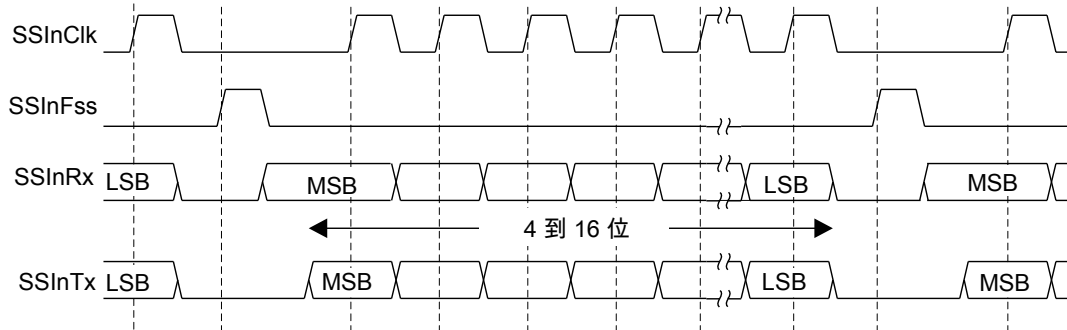 SSInClk
SSInFss
SSInRx LSB MSB LSB MSB
4 到 16 位
SSInTx LSB MSB LSB MSB